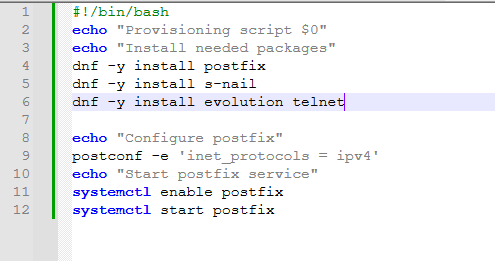 1 #!/bin/bash
2 echo "Provisioning script $0"
3 echo "Install needed packages"
4 dnf -y install postfix
5 dnf -y install s-nail
6 dnf -y install evolution telnet
7
8 echo "Configure postfix"
9 postconf -e 'inet_protocols = ipv4'
10 echo "Start postfix service"
11 systemctl enable postfix
12 systemctl start postfix